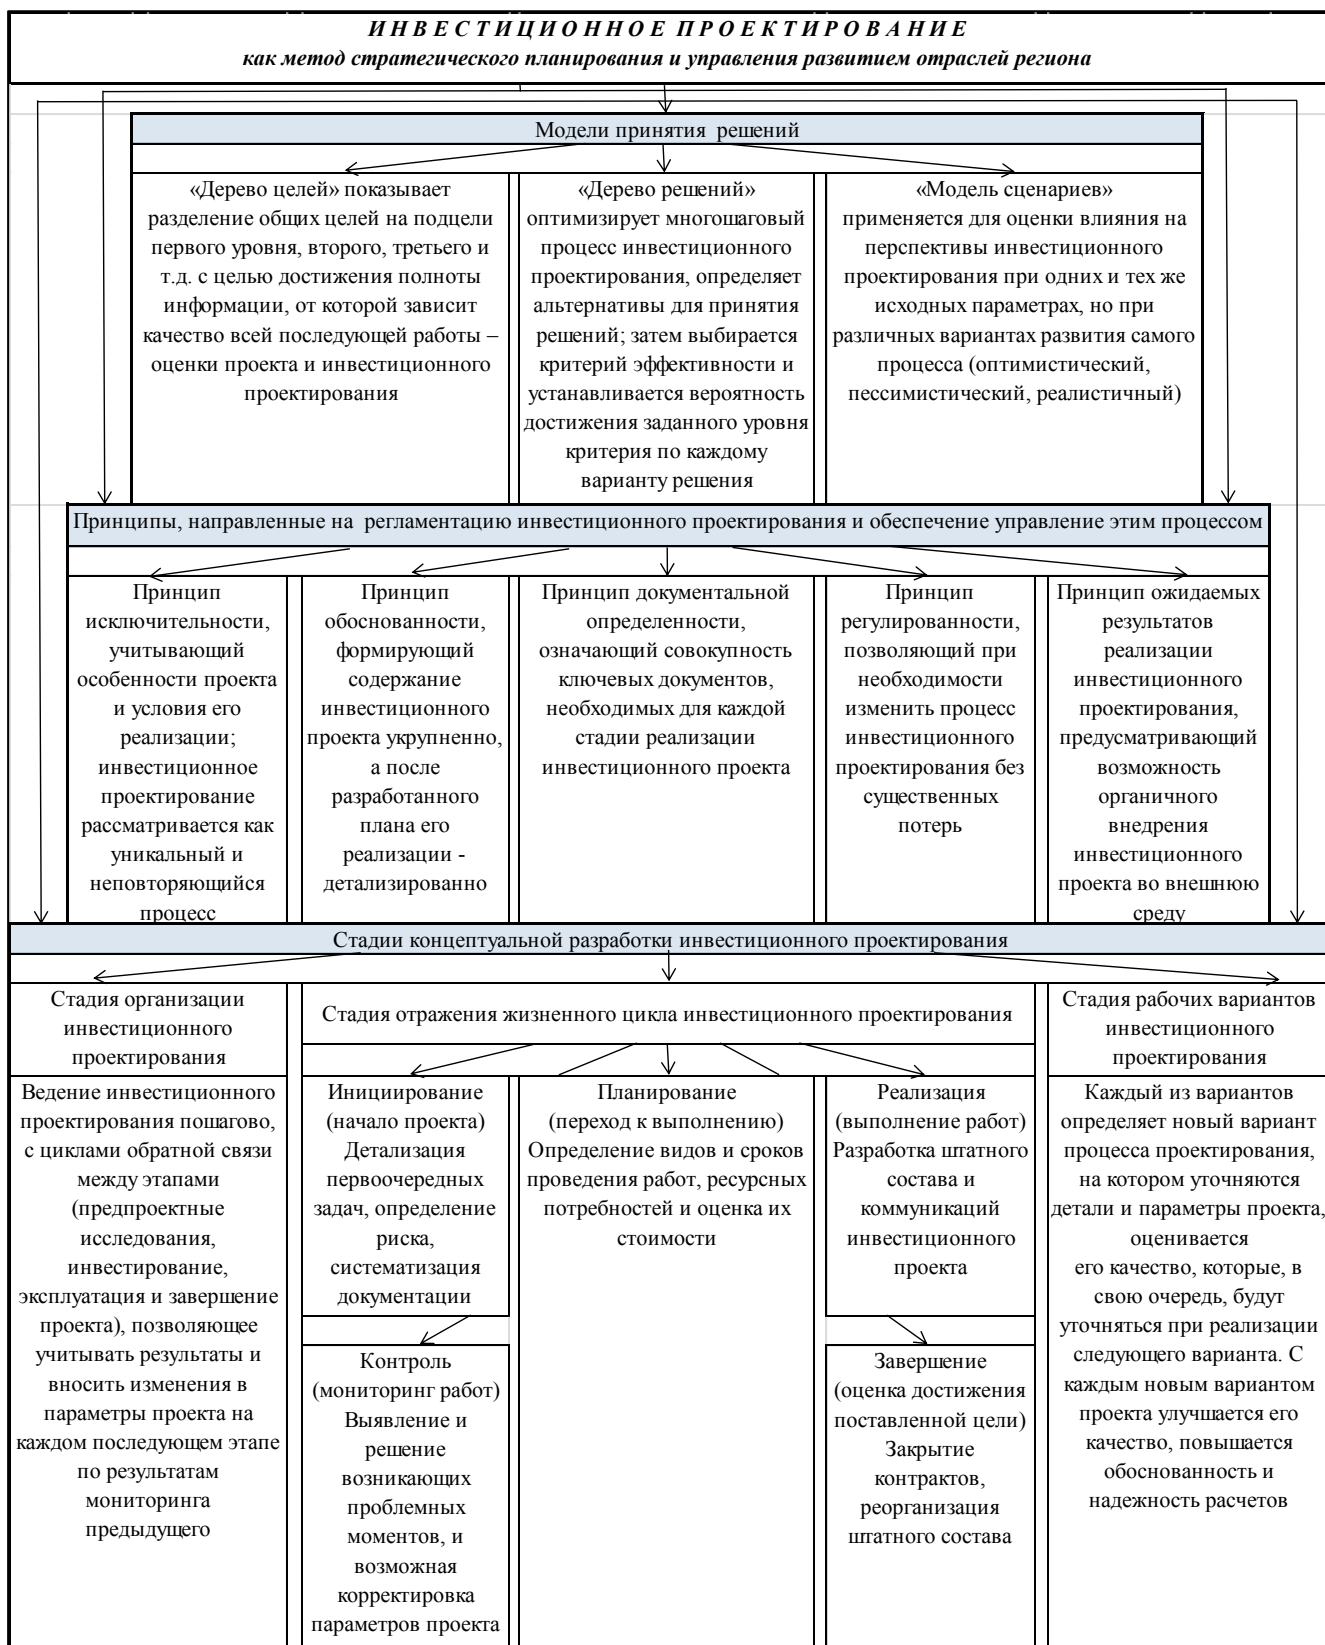 ИНВЕСТИЦИОННОЕ ПРОЕКТИРОВАНИЕ
как метод стратегического планирования и управления развитием отраслей региона
Модели принятия решений
«Дерево целей» показывает
разделение общих целей на подцели
первого уровня, второго, третьего и
т.д. с целью достижения полноты
информации, от которой зависит
качество всей последующей работы –
оценки проекта и инвестиционного
проектирования
«Дерево решений»
оптимизирует многошаговый
процесс инвестиционного
проектирования, определяет
альтернативы для принятия
решений; затем выбирается
критерий эффективности и
устанавливается вероятность
достижения заданного уровня
критерия по каждому
варианту решения
«Модель сценариев»
применяется для оценки влияния на
перспективы инвестиционного
проектирования при одних и тех же
исходных параметрах, но при
различных вариантах развития самого
процесса (оптимистический,
пессимистический, реалистичный)
Принципы, направленные на регламентацию инвестиционного проектирования и обеспечение управление этим процессом
Принцип
исключительности,
учитывающий
особенности проекта
и условия его
реализации;
инвестиционное
проектирование
рассматривается как
уникальный и
неповторяющийся
процесс
Принцип
обоснованности,
формирующий
содержание
инвестиционного
проекта укрупненно,
а после
разработанного
плана его
реализации -
детализированно
Принцип документальной
определенности,
означающий совокупность
ключевых документов,
необходимых для каждой
стадии реализации
инвестиционного проекта
Принцип
регулированности,
позволяющий при
необходимости
изменить процесс
инвестиционного
проектирования без
существенных
потерь
Принцип ожидаемых
результатов
реализации
инвестиционного
проектирования,
предусматривающий
возможность
органичного
внедрения
инвестиционного
проекта во внешнюю
среду
Стадии концептуальной разработки инвестиционного проектирования
Стадия организации
инвестиционного
проектирования
Стадия отражения жизненного цикла инвестиционного проектирования
Стадия рабочих вариантов
инвестиционного
проектирования
Ведение инвестиционного
проектирования пошагово,
с циклами обратной связи
между этапами
(предпроектные
исследования,
инвестирование,
эксплуатация и завершение
проекта), позволяющее
учитывать результаты и
вносить изменения в
параметры проекта на
каждом последующем этапе
по результатам
мониторинга
предыдущего
Инициирование
(начало проекта)
Детализация
первоочередных
задач, определение
риска,
систематизация
документации
Контроль
(мониторинг работ)
Выявление и
решение
возникающих
проблемных
моментов, и
возможная
корректировка
параметров проекта
Планирование
(переход к выполнению)
Определение видов и сроков
проведения работ, ресурсных
потребностей и оценка их
стоимости
Реализация
(выполнение работ)
Разработка штатного
состава и
коммуникаций
инвестиционного
проекта
Завершение
(оценка достижения
поставленной цели)
Закрытие
контрактов,
реорганизация
штатного состава
Каждый из вариантов
определяет новый вариант
процесса проектирования,
на котором уточняются
детали и параметры проекта,
оценивается
его качество, которые, в
свою очередь, будут
уточняться при реализации
следующего варианта. С
каждым новым вариантом
проекта улучшается его
качество, повышается
обоснованность и
надежность расчетов